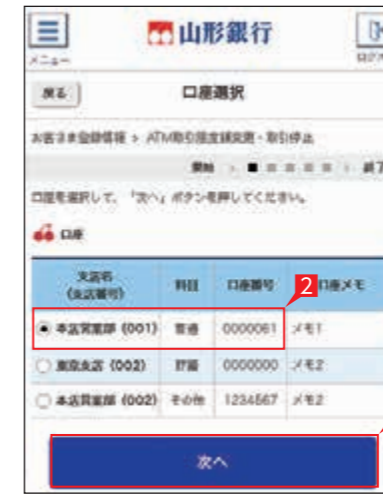 山形銀行
メニュー
戻る 口座選択
お客さま登録情報 > ATM取引限度額変更・取引停止
開始 終了
口座を選択して、「次へ」ボタンを押してください。
口座
支店名 科目 口座番号 口座メモ
(支店番号)
2
本店営業部 (001) 普通 0000061 メモ1
東京支店 (002) 貯蓄 0000000 メモ2
本店営業部 (002) その他 1234567 メモ2
次へ